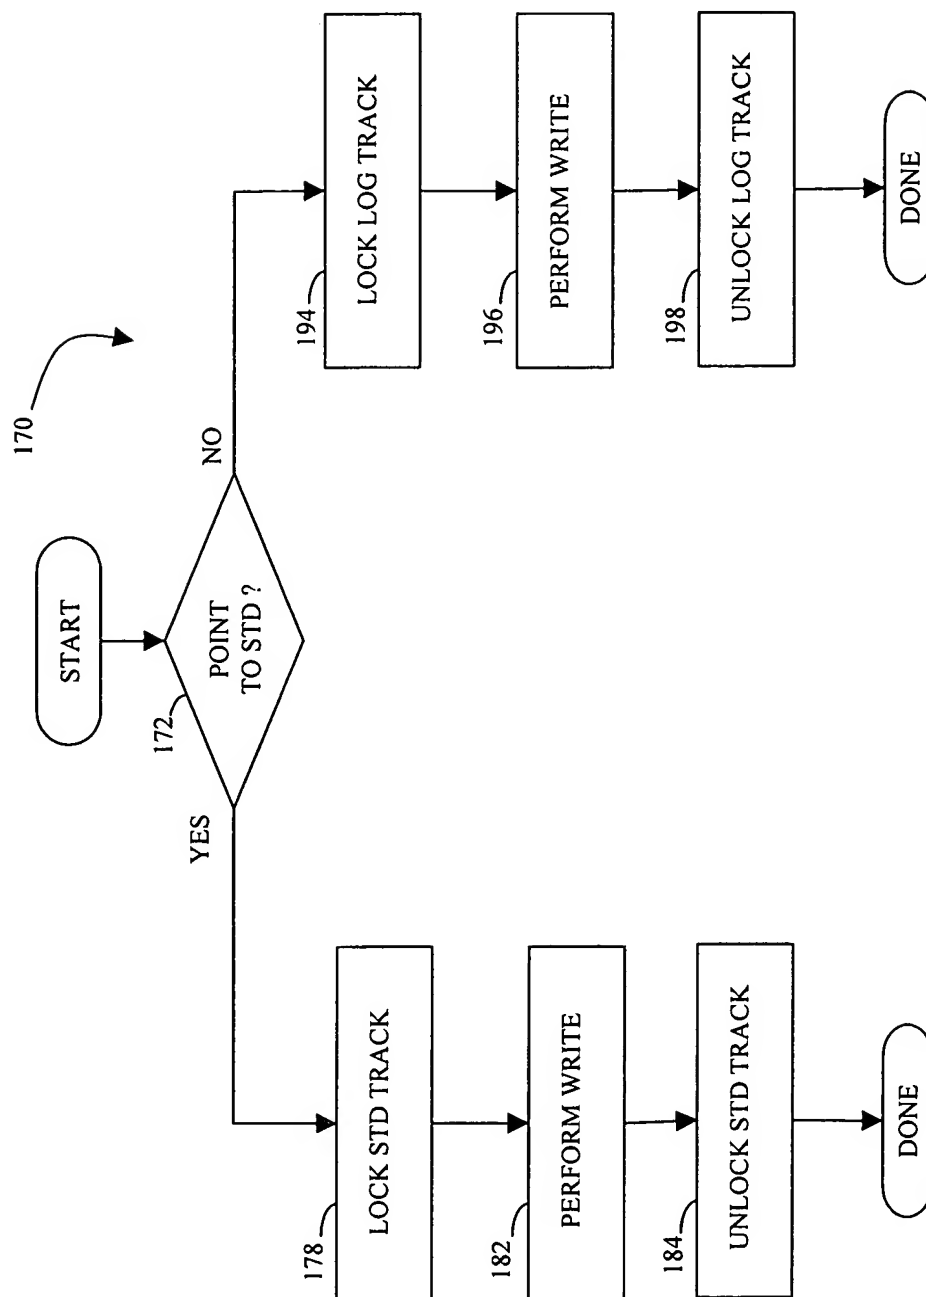 170
START
172
POINT
TO STD ?
YES
NO
178
LOCK STD TRACK
182
PERFORM WRITE
184
UNLOCK STD TRACK
DONE
194
LOCK LOG TRACK
196
PERFORM WRITE
198
UNLOCK LOG TRACK
DONE